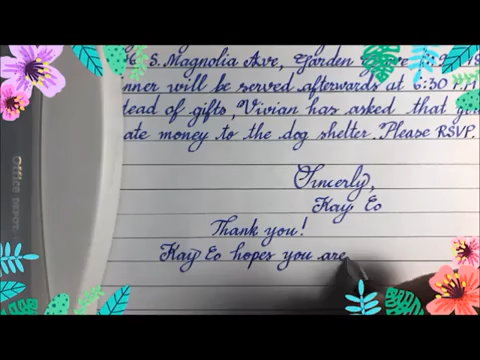 S. Magnolia Ave, Garden
nner will be served afterwards at 6:30 P.M
tead of gifts, Vivian has asked that you
ate money to the dog shelter. Please RSVP.
Sincerly,
Kay Eo
Thank you!
Kay Eo hopes you are
Office DEPOT